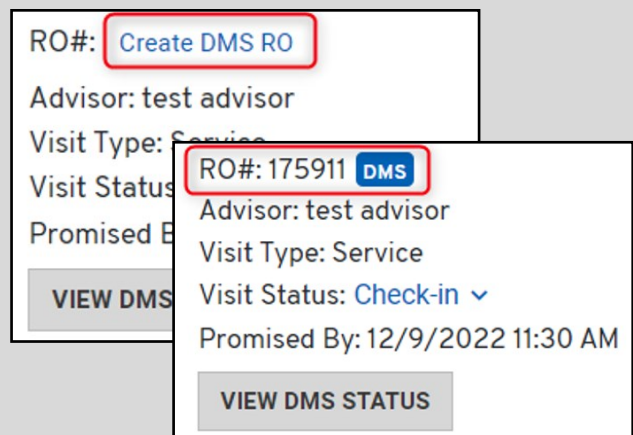 RO#: Create DMS RO
Advisor: test advisor
Visit Type: Service
Visit Status
Promised B
VIEW DMS
RO#: 175911 DMS
Advisor: test advisor
Visit Type: Service
Visit Status: Check-in
Promised By: 12/9/2022 11:30 AM
VIEW DMS STATUS